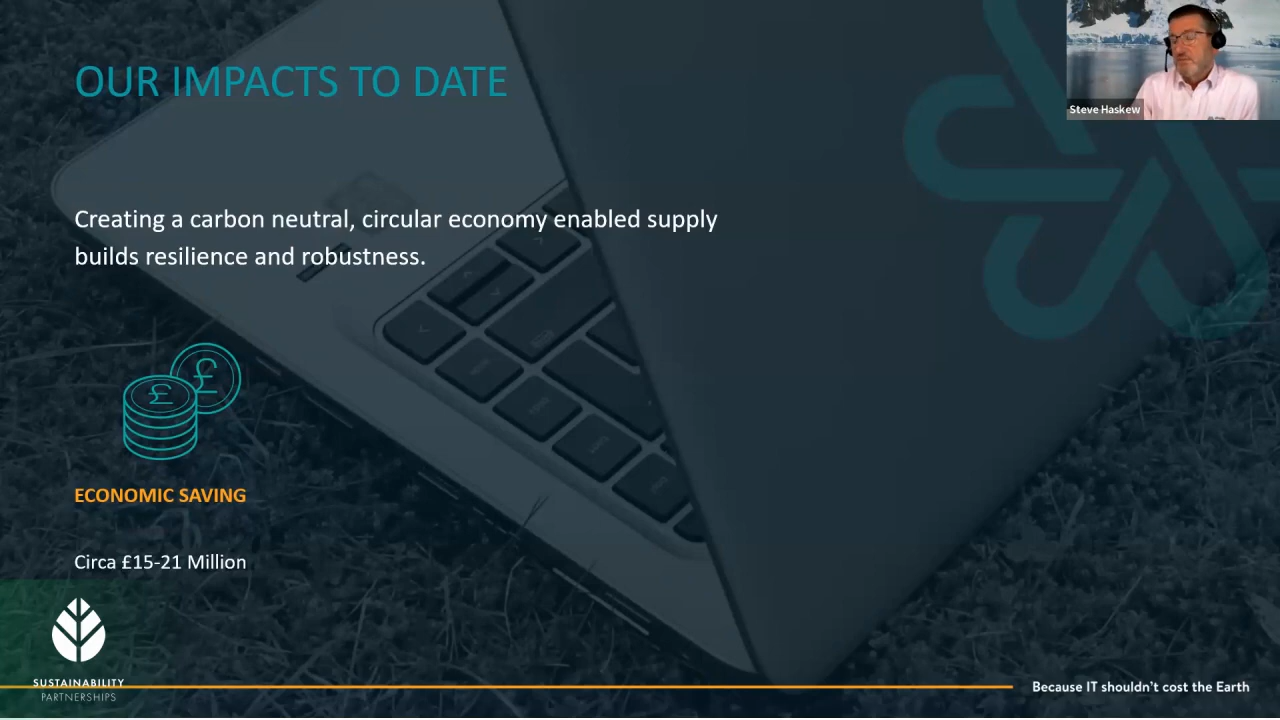 OUR IMPACTS TO DATE
Steve Haskew
Creating a carbon neutral, circular economy enabled supply
builds resilience and robustness.
£
£
ECONOMIC SAVING
Circa £15-21 Million
SUSTAINABILITY
PARTNERSHIPS
Because IT shouldn't cost the Earth